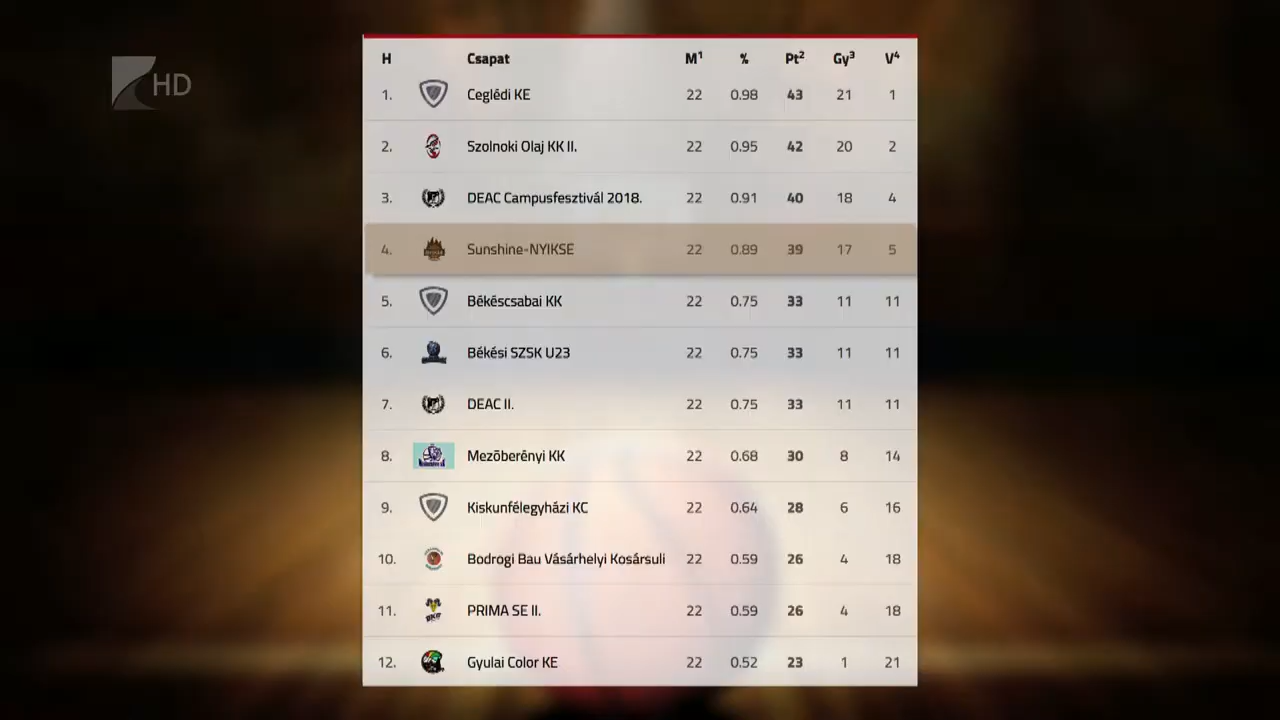 HD
H Csapat M¹ % Pt² Gy³ V⁴
1. Ceglédi KE 22 0.98 43 21 1
2. Szolnoki Olaj KK II. 22 0.95 42 20 2
3. DEAC Campusfesztivál 2018. 22 0.91 40 18 4
4. Sunshine-NYIKSE 22 0.89 39 17 5
5. Békéscsabai KK 22 0.75 33 11 11
6. Békési SZSK U23 22 0.75 33 11 11
7. DEAC II. 22 0.75 33 11 11
8. Mezõberényi KK 22 0.68 30 8 14
9. Kiskunfélegyházi KC 22 0.64 28 6 16
10. Bodrogi Bau Vásárhelyi Kosársuli 22 0.59 26 4 18
11. PRIMA SE II. 22 0.59 26 4 18
12. Gyulai Color KE 22 0.52 23 1 21